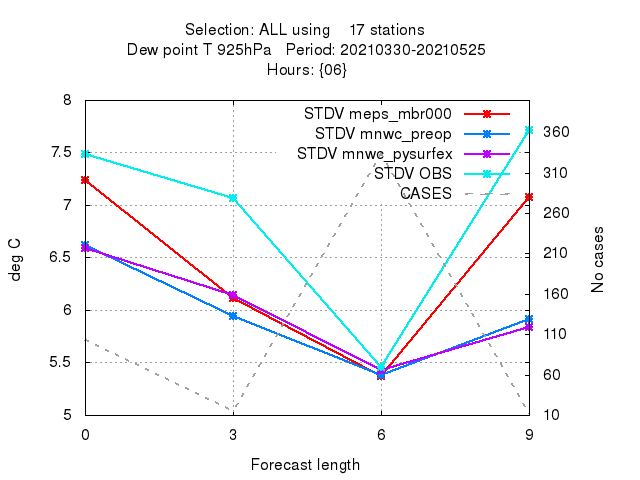 Selection: ALL using    17 stations
Dew point T 925hPa   Period: 20210330-20210525
Hours: {06}
STDV meps_mbr000
STDV mnwc_preop
STDV mnwc_pysurfex
STDV OBS
CASES
8
7.5
7
6.5
6
5.5
5
deg C
360
310
260
210
160
110
60
10
No cases
0 3 6 9
Forecast length